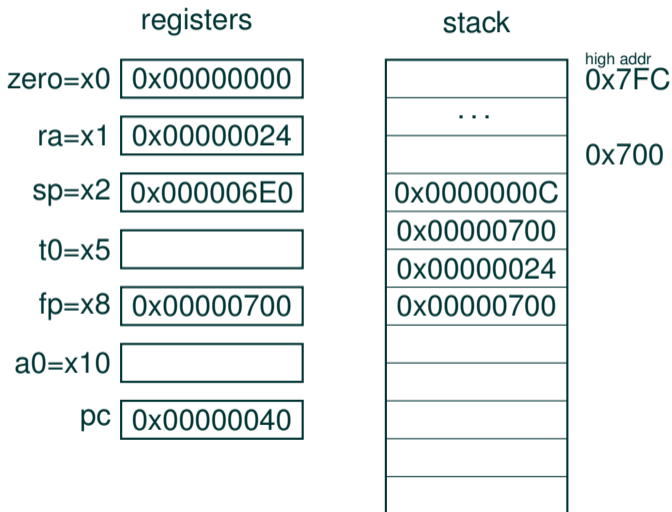 registers
stack
zero=x0 0x00000000
ra=x1 0x00000024
sp=x2 0x000006E0
t0=x5
fp=x8 0x00000700
a0=x10
pc 0x00000040
high addr
0x7FC
...
0x700
0x0000000C
0x00000700
0x00000024
0x00000700